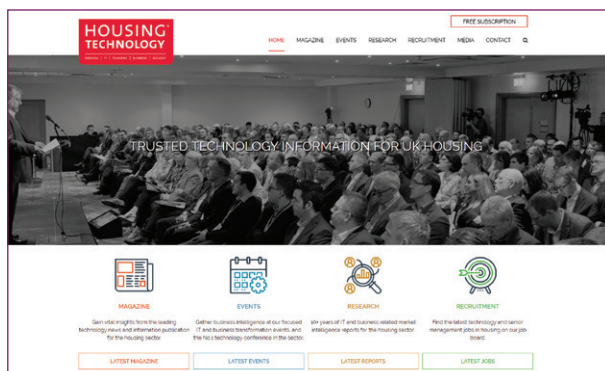 FREE SUBSCRIPTION
HOUSING
TECHNOLOGY
HOME MAGAZINE EVENTS RESEARCH RECRUITMENT MEDIA CONTACT
TRUSTED TECHNOLOGY INFORMATION FOR UK HOUSING
MAGAZINE EVENTS RESEARCH RECRUITMENT
Gain vital insights from the leading
technology news and information publication
for the housing sector.
Gather business intelligence at our focused
IT and business transformation events, and
the No.1 technology conference in the sector.
10+ years of IT and business related market
intelligence reports for the housing sector.
Find the latest technology and senior
management jobs in housing on our job
board.
LATEST MAGAZINE LATEST EVENTS LATEST REPORTS LATEST JOBS